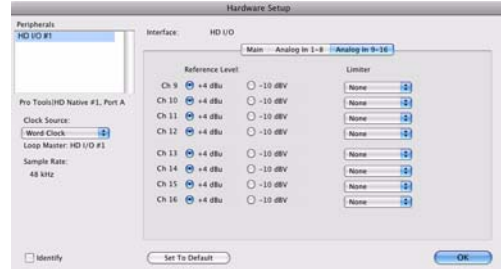 Hardware Setup
Peripherals
HD I/O #1
Interface: HD I/O
Main Analog In 1-8 Analog In 9-16
Reference Level: Limiter
Ch 9 +4 dBu -10 dBV None
Ch 10 +4 dBu -10 dBV None
Ch 11 +4 dBu -10 dBV None
Ch 12 +4 dBu -10 dBV None
Ch 13 +4 dBu -10 dBV None
Ch 14 +4 dBu -10 dBV None
Ch 15 +4 dBu -10 dBV None
Ch 16 +4 dBu -10 dBV None
Pro Tools|HD Native #1, Port A
Clock Source:
Word Clock
Loop Master: HD I/O #1
Sample Rate:
48 kHz
Identify Set To Default OK